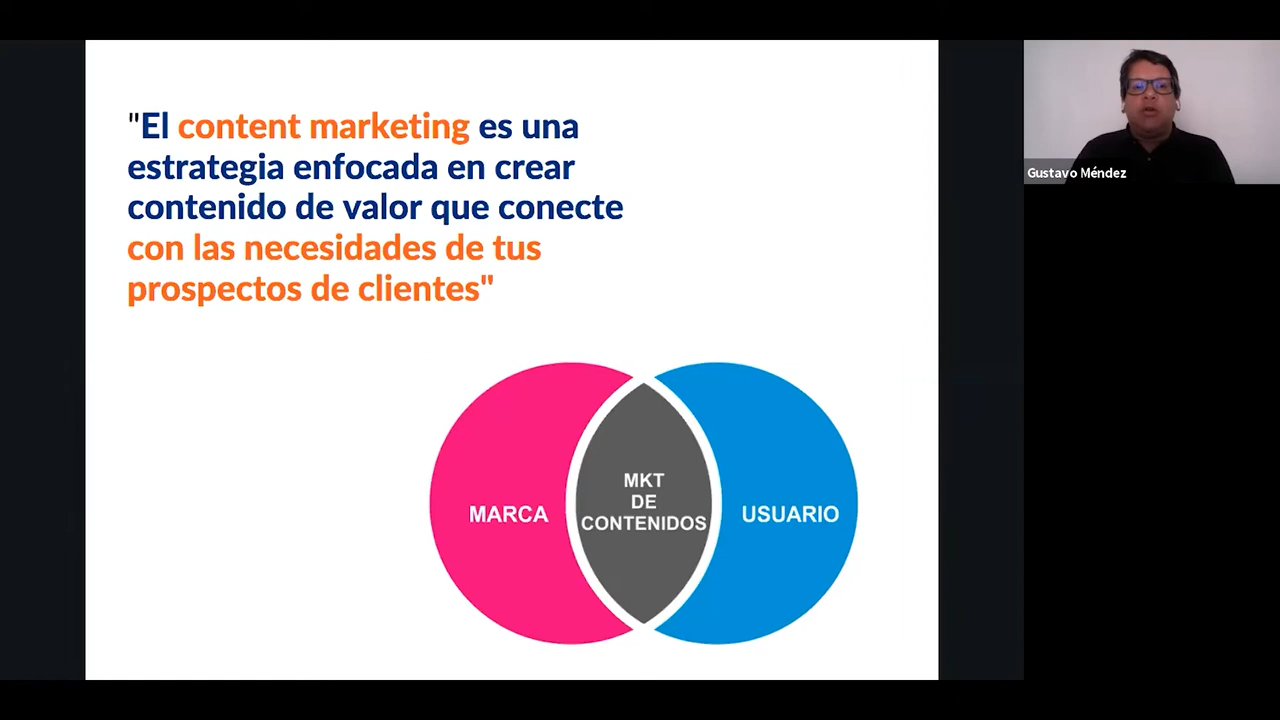 "El content marketing es una
estrategia enfocada en crear
contenido de valor que conecte
con las necesidades de tus
prospectos de clientes"
MARCA
MKT
DE
CONTENIDOS
USUARIO
Gustavo Méndez